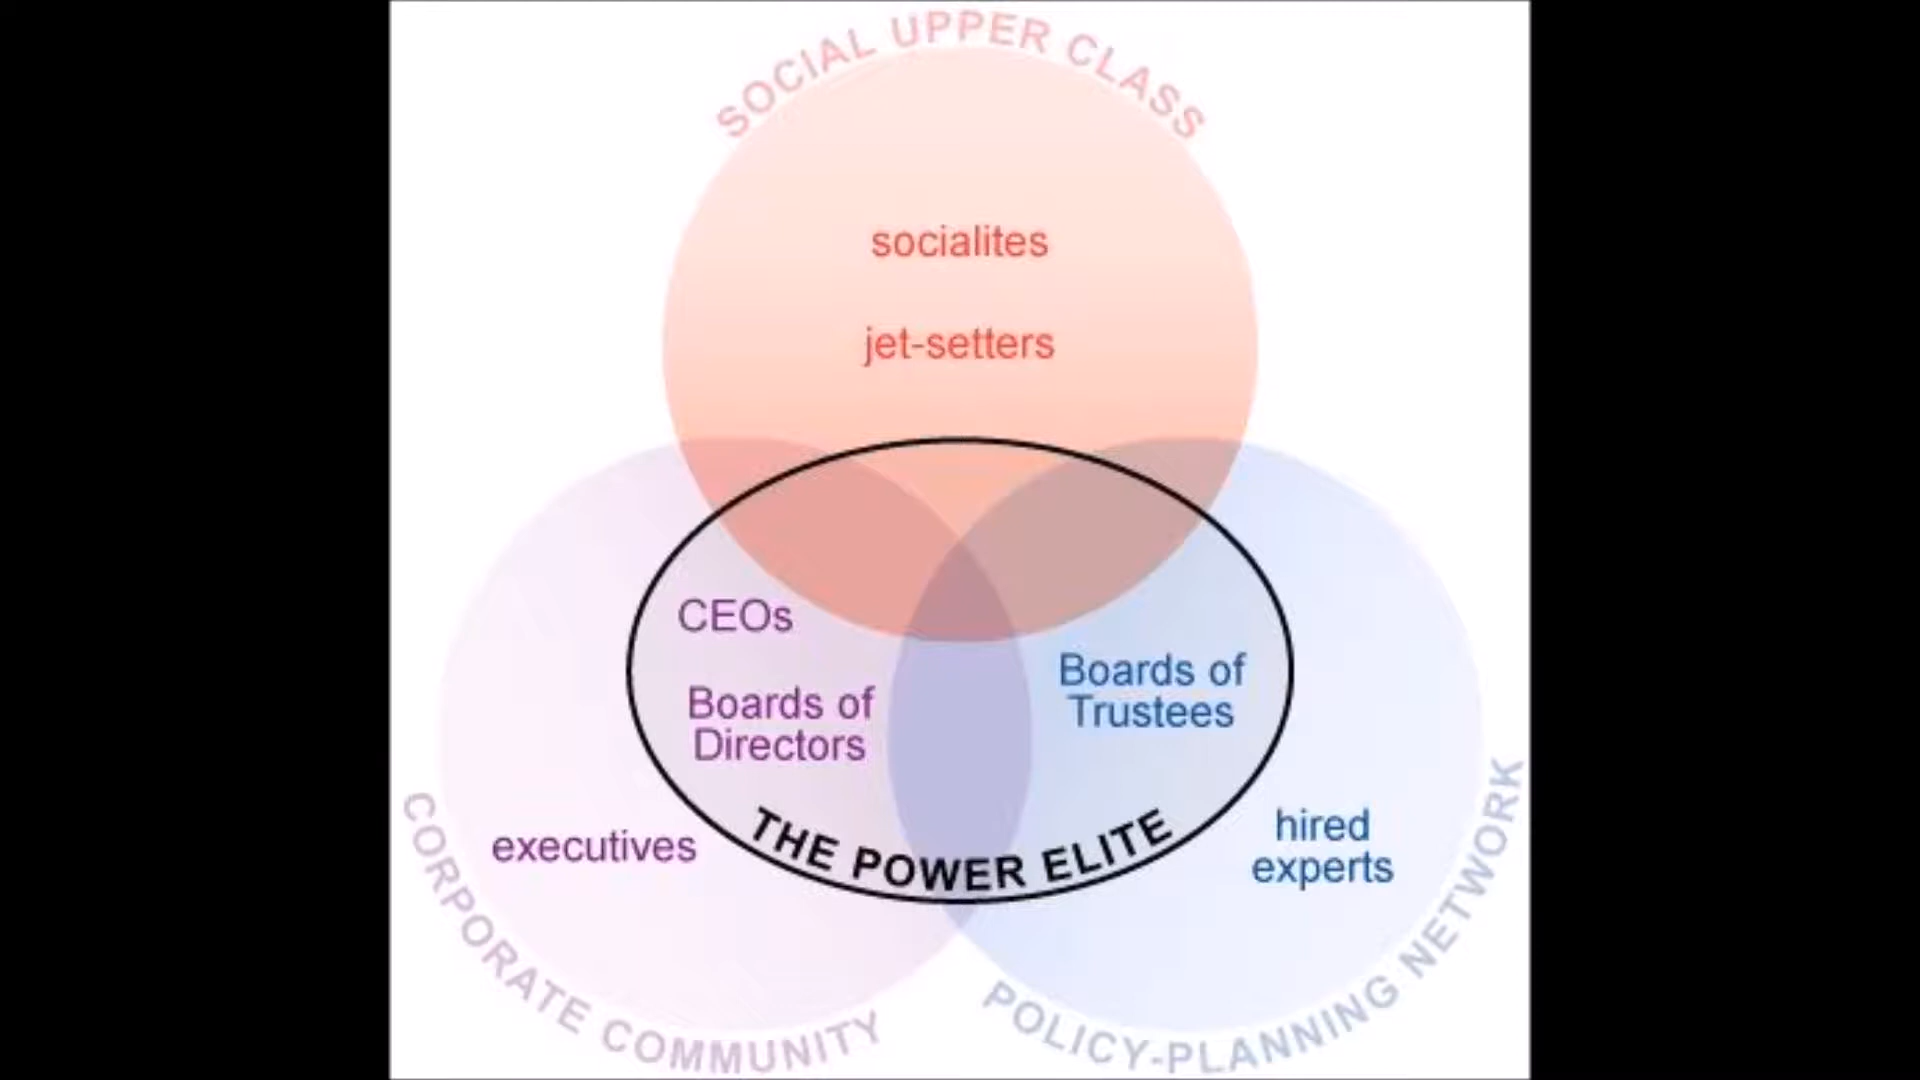 SOCIAL UPPER CLASS
socialites
jet-setters
CEOs
Boards of
Directors
Boards of
Trustees
THE POWER ELITE
executives
hired
experts
CORPORATE COMMUNITY
POLICY-PLANNING NETWORK